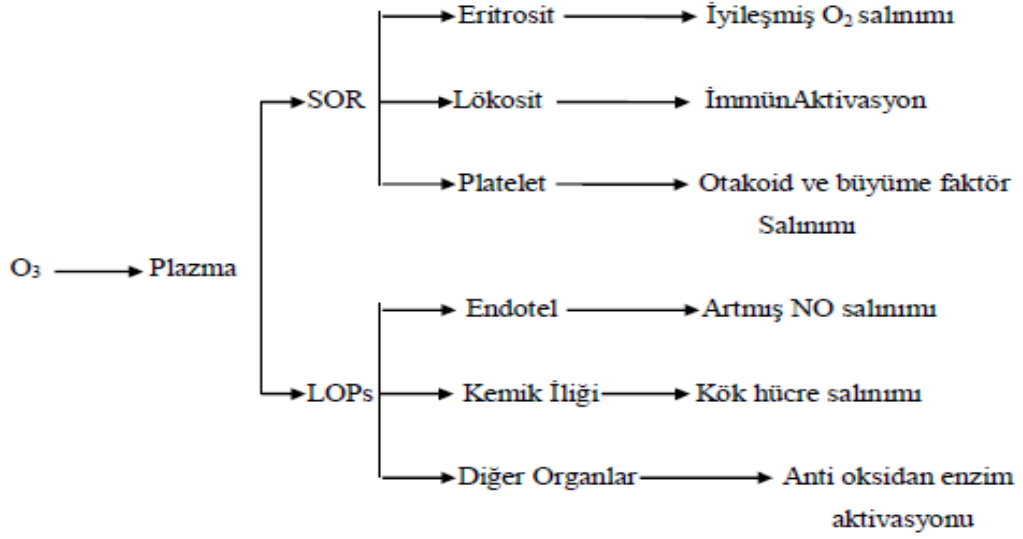 Eritrosit İyileşmiş O₂ salınımı
SOR Lökosit İmmünAktivasyon
Platelet Otakoid ve büyüme faktör
Salınımı
O₃ Plazma
Endotel Artmış NO salınımı
LOPs Kemik İliği Kök hücre salınımı
Diğer Organlar Anti oksidan enzim
aktivasyonu